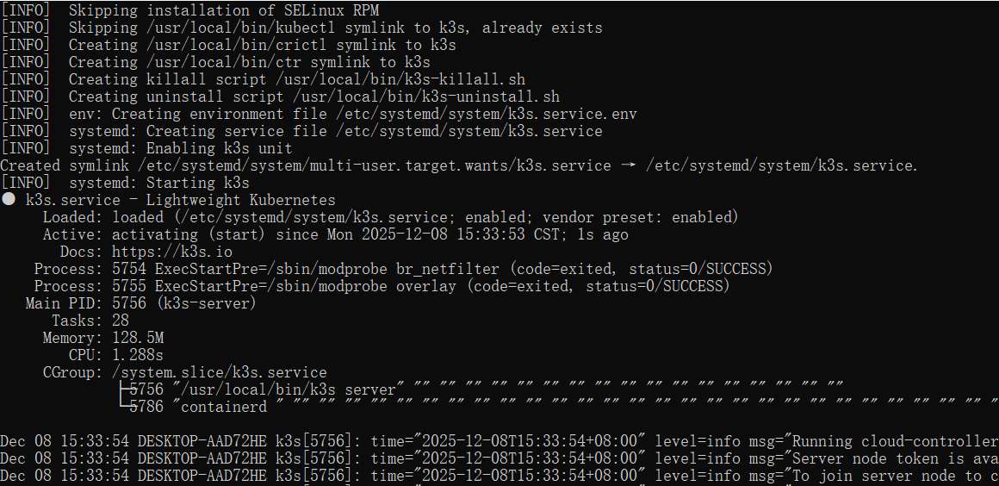 [INFO]  Skipping installation of SELinux RPM
[INFO]  Skipping /usr/local/bin/kubectl symlink to k3s, already exists
[INFO]  Creating /usr/local/bin/crictl symlink to k3s
[INFO]  Creating /usr/local/bin/ctr symlink to k3s
[INFO]  Creating killall script /usr/local/bin/k3s-killall.sh
[INFO]  Creating uninstall script /usr/local/bin/k3s-uninstall.sh
[INFO]  env: Creating environment file /etc/systemd/system/k3s.service.env
[INFO]  systemd: Creating service file /etc/systemd/system/k3s.service
[INFO]  systemd: Enabling k3s unit
Created symlink /etc/systemd/system/multi-user.target.wants/k3s.service → /etc/systemd/system/k3s.service.
[INFO]  systemd: Starting k3s
● k3s.service - Lightweight Kubernetes
     Loaded: loaded (/etc/systemd/system/k3s.service; enabled; vendor preset: enabled)
     Active: activating (start) since Mon 2025-12-08 15:33:53 CST; 1s ago
       Docs: https://k3s.io
    Process: 5754 ExecStartPre=/sbin/modprobe br_netfilter (code=exited, status=0/SUCCESS)
    Process: 5755 ExecStartPre=/sbin/modprobe overlay (code=exited, status=0/SUCCESS)
   Main PID: 5756 (k3s-server)
      Tasks: 28
     Memory: 128.5M
        CPU: 1.288s
     CGroup: /system.slice/k3s.service
             ├─5756 "/usr/local/bin/k3s server" "" "" "" "" "" "" "" "" "" "" "" "" "" "" "" "" ""
             └─5786 "containerd " "" "" "" "" "" "" "" "" "" "" "" "" "" "" "" "" "" "" "" "" "" "" "" "" "" "" "" "
Dec 08 15:33:54 DESKTOP-AAD72HE k3s[5756]: time="2025-12-08T15:33:54+08:00" level=info msg="Running cloud-controller
Dec 08 15:33:54 DESKTOP-AAD72HE k3s[5756]: time="2025-12-08T15:33:54+08:00" level=info msg="Server node token is ava
Dec 08 15:33:54 DESKTOP-AAD72HE k3s[5756]: time="2025-12-08T15:33:54+08:00" level=info msg="To join server node to c